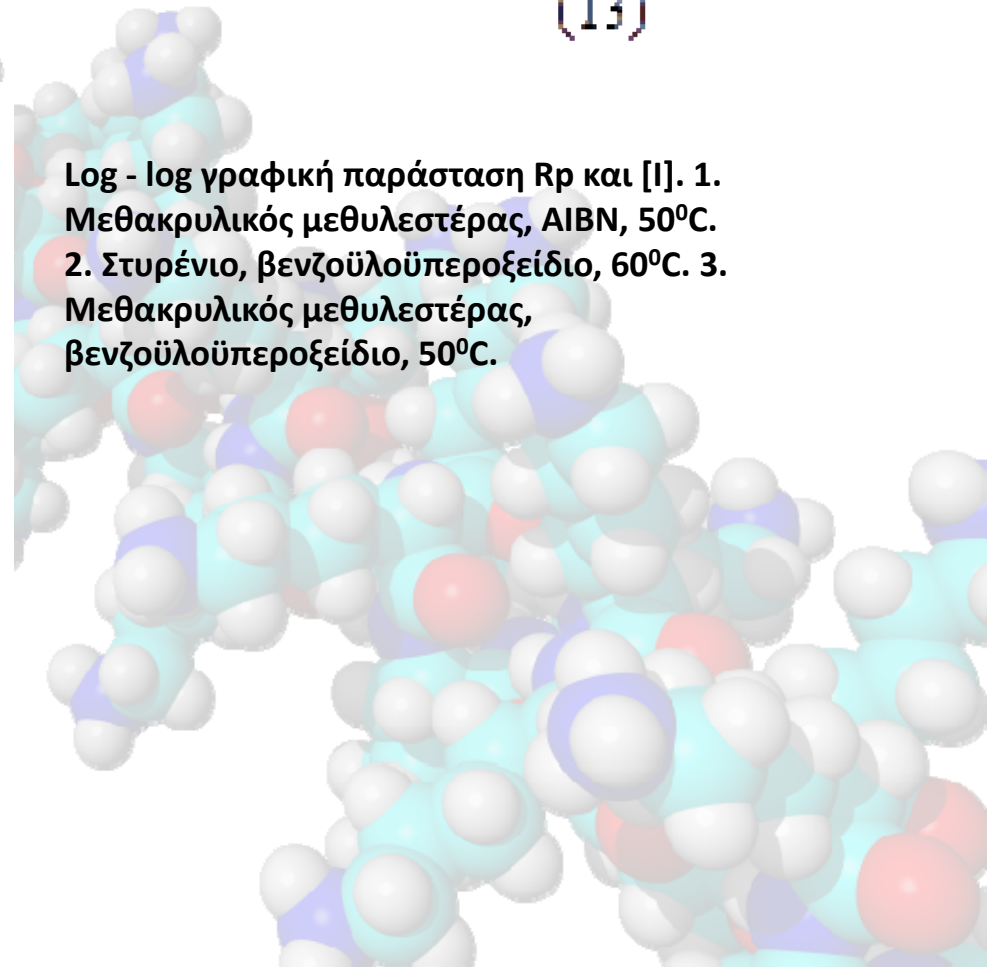 (13)
Log - log γραφική παράσταση Rp και [I]. 1.
Μεθακρυλικός μεθυλεστέρας, AIBN, 50⁰C.
2. Στυρένιο, βενζοϋλοϋπεροξείδιο, 60⁰C. 3.
Μεθακρυλικός μεθυλεστέρας,
βενζοϋλοϋπεροξείδιο, 50⁰C.